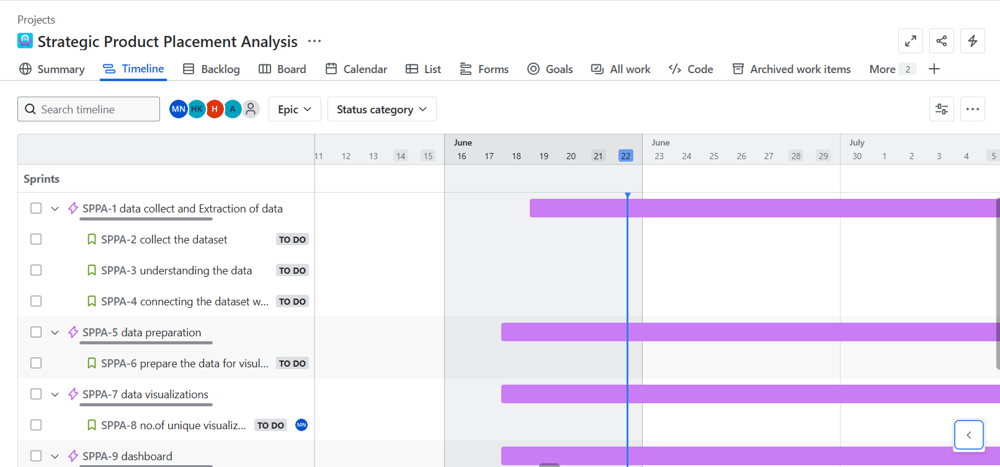 Projects
Strategic Product Placement Analysis
Summary Timeline Backlog Board Calendar List Forms Goals All work Code Archived work items More 2
Search timeline MN HK H A Epic Status category
June June July
11 12 13 14 15 16 17 18 19 20 21 22 23 24 25 26 27 28 29 30 1 2 3 4 5
Sprints
SPPA-1 data collect and Extraction of data
SPPA-2 collect the dataset TO DO
SPPA-3 understanding the data TO DO
SPPA-4 connecting the dataset w... TO DO
SPPA-5 data preparation
SPPA-6 prepare the data for visul... TO DO
SPPA-7 data visualizations
SPPA-8 no.of unique visualiz... TO DO MN
SPPA-9 dashboard